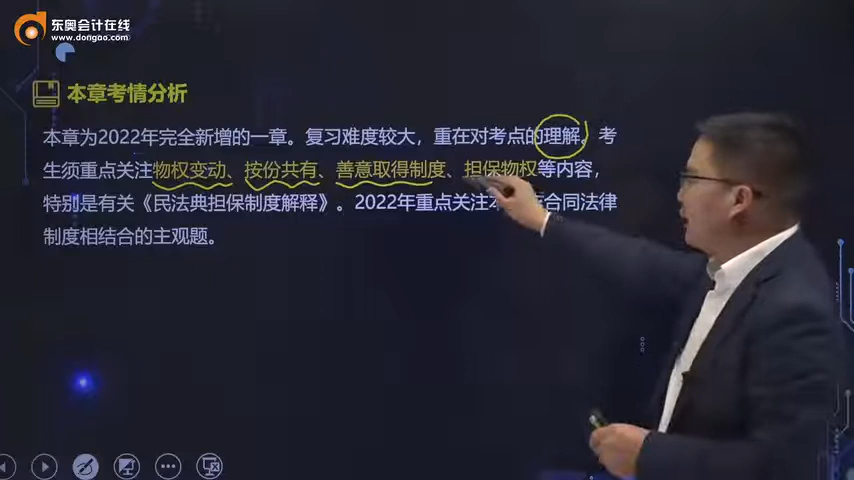 东奥会计在线
www.dongao.com
本章考情分析
本章为2022年完全新增的一章。复习难度较大，重在对考点的理解。考
生须重点关注物权变动、按份共有、善意取得制度、担保物权等内容，
特别是有关《民法典担保制度解释》。2022年重点关注本 合同法律
制度相结合的主观题。